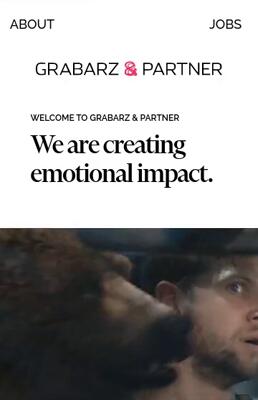 ABOUT JOBS
GRABARZ & PARTNER
WELCOME TO GRABARZ & PARTNER
We are creating
emotional impact.